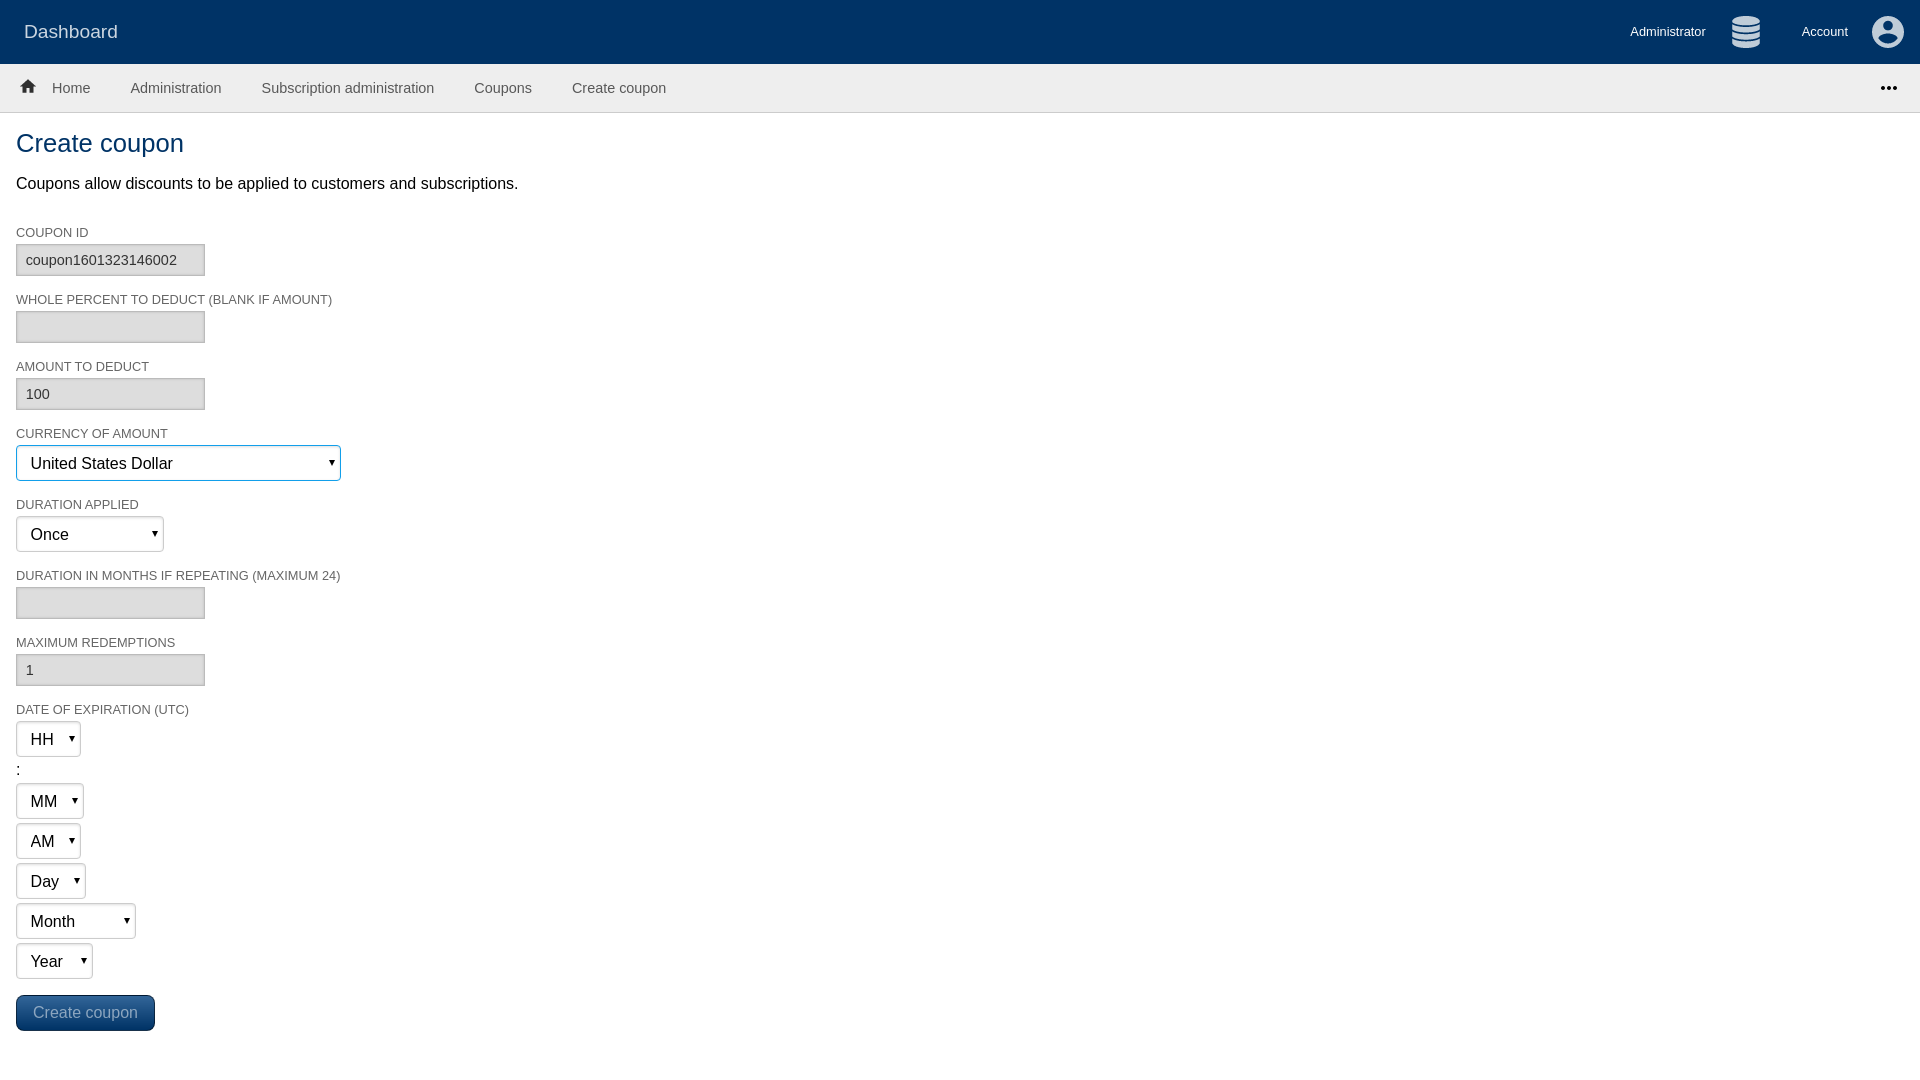 Dashboard
Administrator
Account
Home
Administration
Subscription administration
Coupons
Create coupon
Create coupon
Coupons allow discounts to be applied to customers and subscriptions.
COUPON ID
coupon1601323146002
WHOLE PERCENT TO DEDUCT (BLANK IF AMOUNT)
AMOUNT TO DEDUCT
100
CURRENCY OF AMOUNT
United States Dollar
DURATION APPLIED
Once
DURATION IN MONTHS IF REPEATING (MAXIMUM 24)
MAXIMUM REDEMPTIONS
1
DATE OF EXPIRATION (UTC)
HH
:
MM
AM
Day
Month
Year
Create coupon